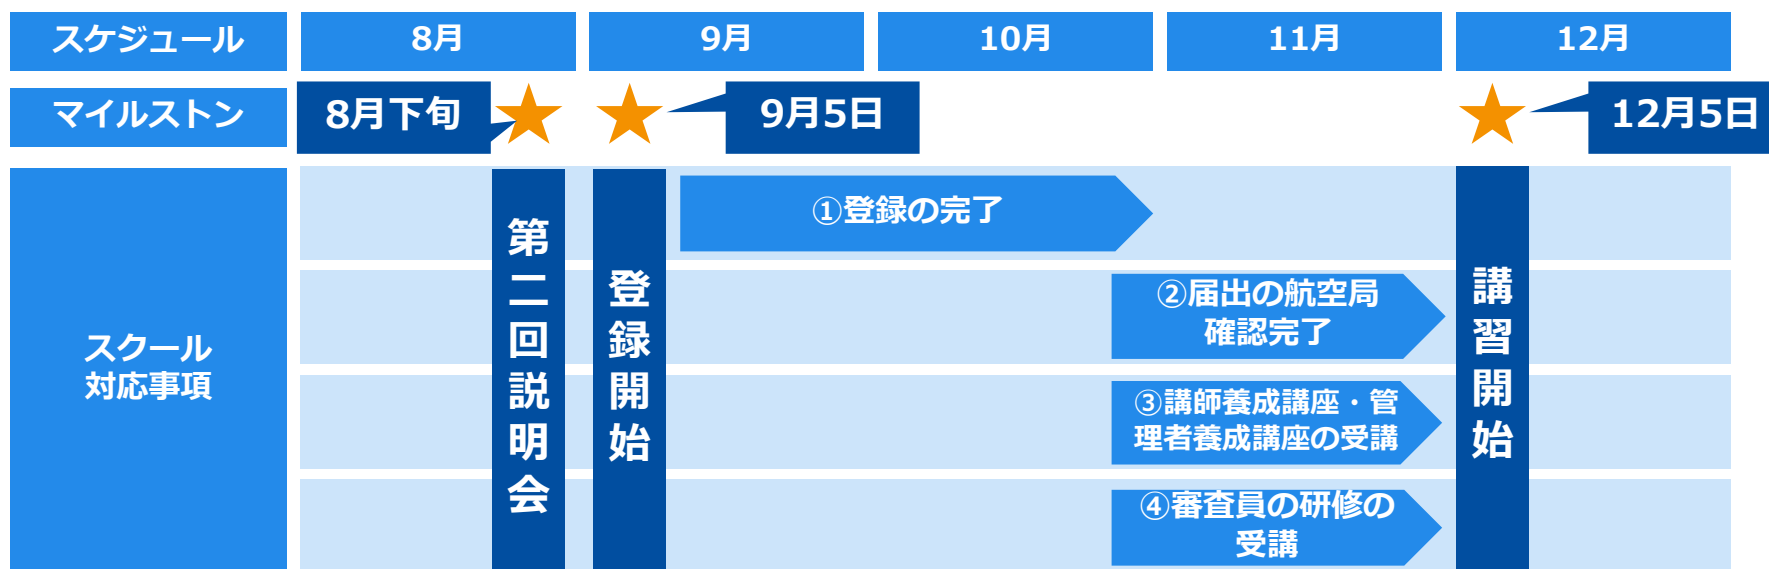 スケジュール
8月
9月
10月
11月
12月
マイルストン
8月下旬
9月5日
12月5日
スクール
対応事項
第二回説明会
登録開始
①登録の完了
②届出の航空局
確認完了
③講師養成講座・管
理者養成講座の受講
④審査員の研修の
受講
講習開始